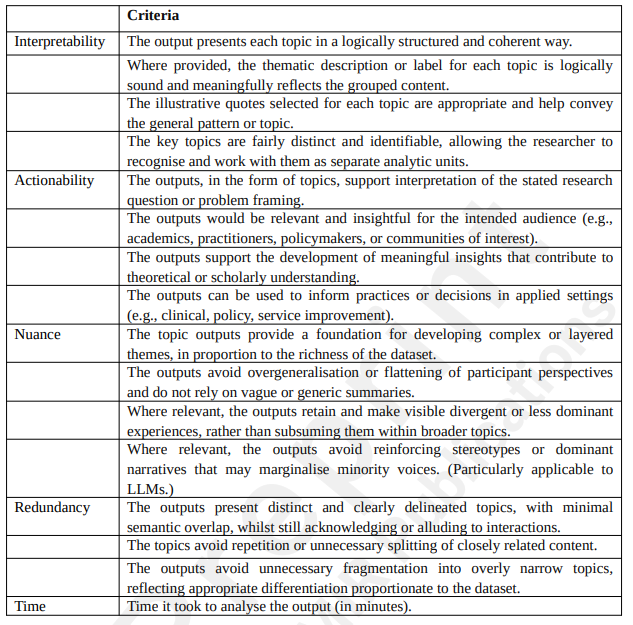 Criteria
Interpretability The output presents each topic in a logically structured and coherent way.
Where provided, the thematic description or label for each topic is logically
sound and meaningfully reflects the grouped content.
The illustrative quotes selected for each topic are appropriate and help convey
the general pattern or topic.
The key topics are fairly distinct and identifiable, allowing the researcher to
recognise and work with them as separate analytic units.
Actionability The outputs, in the form of topics, support interpretation of the stated research
question or problem framing.
The outputs would be relevant and insightful for the intended audience (e.g.,
academics, practitioners, policymakers, or communities of interest).
The outputs support the development of meaningful insights that contribute to
theoretical or scholarly understanding.
The outputs can be used to inform practices or decisions in applied settings
(e.g., clinical, policy, service improvement).
Nuance The topic outputs provide a foundation for developing complex or layered
themes, in proportion to the richness of the dataset.
The outputs avoid overgeneralisation or flattening of participant perspectives
and do not rely on vague or generic summaries.
Where relevant, the outputs retain and make visible divergent or less dominant
experiences, rather than subsuming them within broader topics.
Where relevant, the outputs avoid reinforcing stereotypes or dominant
narratives that may marginalise minority voices. (Particularly applicable to
LLMs.)
Redundancy The outputs present distinct and clearly delineated topics, with minimal
semantic overlap, whilst still acknowledging or alluding to interactions.
The topics avoid repetition or unnecessary splitting of closely related content.
The outputs avoid unnecessary fragmentation into overly narrow topics,
reflecting appropriate differentiation proportionate to the dataset.
Time Time it took to analyse the output (in minutes).
Preprint